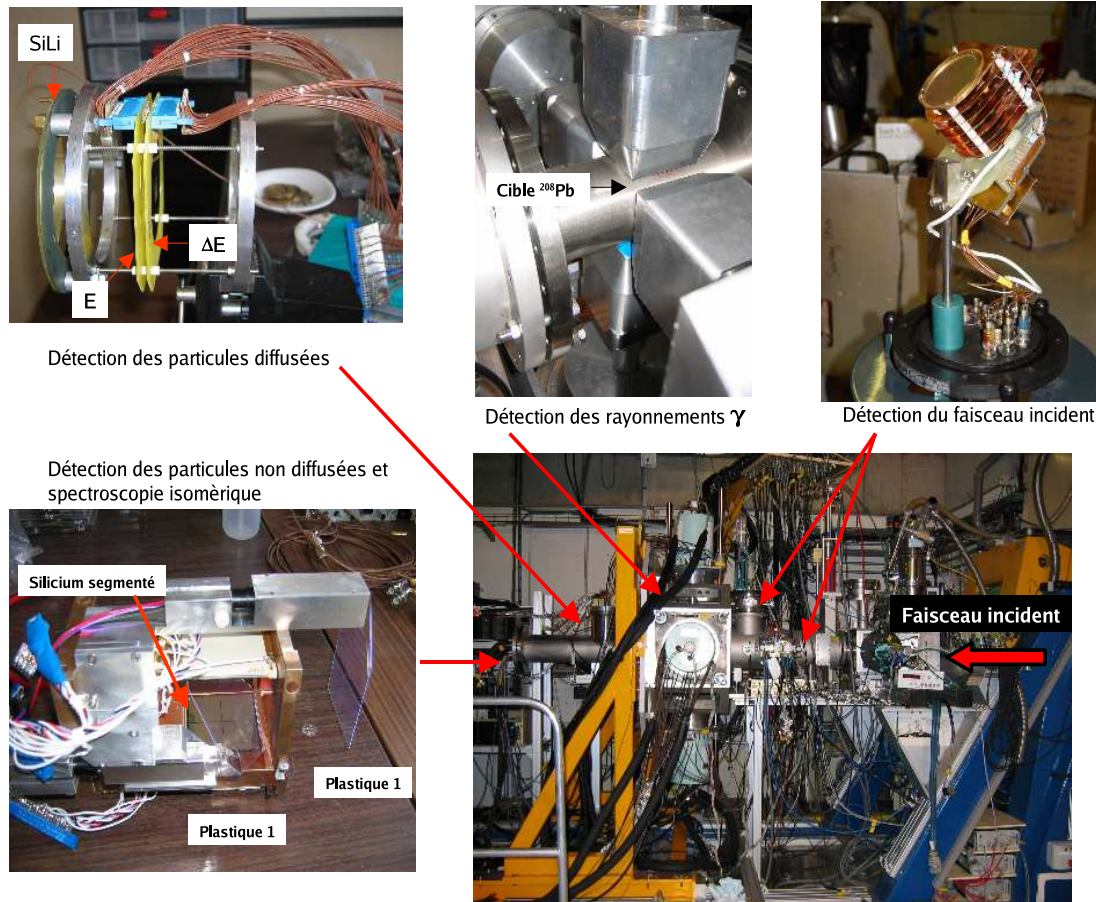 SiLi
ΔE
E
Cible ²⁰⁸Pb
Détection des particules diffusées
Détection des rayonnements γ
Détection du faisceau incident
Détection des particules non diffusées et
spectroscopie isomèrique
Silicium segmenté
Plastique 1
Plastique 1
Faisceau incident